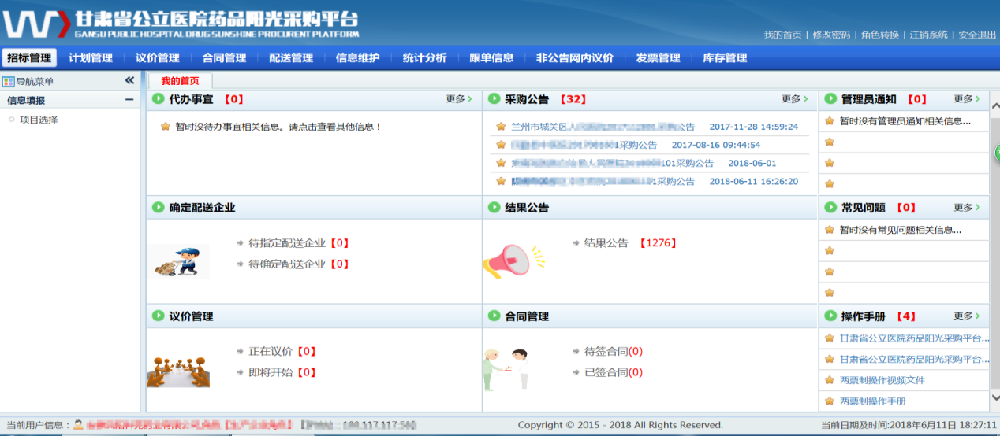 甘肃省公立医院药品阳光采购平台
GANSU PUBLIC HOSPITAL DRUG SUNSHINE PROCURENT PLATFORM
我的首页 | 修改密码 | 角色转换 | 注销系统 | 安全退出
招标管理 计划管理 议价管理 合同管理 配送管理 信息维护 统计分析 跟单信息 非公告网内议价 发票管理 库存管理
导航菜单
信息填报
项目选择
我的首页
代办事宜 【0】 更多
暂时没待办事宜相关信息。请点击查看其他信息！
采购公告 【32】 更多
兰州市城关区 采购公告 2017-11-28 14:59:24
1采购公告 2017-08-16 09:44:54
101采购公告 2018-06-01
1采购公告 2018-06-11 16:26:20
管理员通知 【0】 更多
暂时没有管理员通知相关信息...
确定配送企业
待指定配送企业【0】
待确定配送企业【0】
结果公告
结果公告 【1276】
常见问题 【0】 更多
暂时没有常见问题相关信息...
议价管理
正在议价【0】
即将开始【0】
合同管理
待签合同(0)
已签合同(0)
操作手册 【4】 更多
甘肃省公立医院药品阳光采购平台...
甘肃省公立医院药品阳光采购平台...
两票制操作视频文件
两票制操作手册
当前用户信息：
Copyright © 2015 - 2018 All Rights Reserved.
当前日期及时间:2018年6月11日 18:27:11